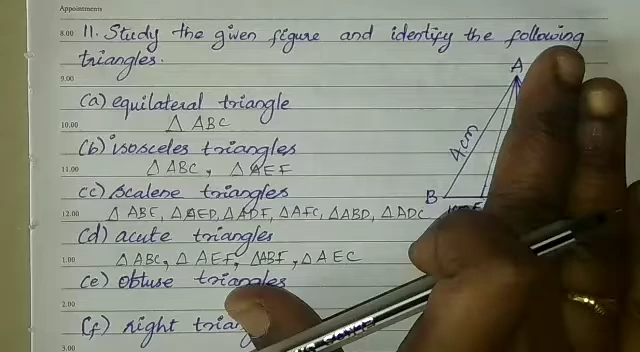 Appointments
8.00 11. Study the given figure and identify the following
triangles.
9.00
A
(a) equilateral triangle
10.00 △ ABC
4cm
(b) isosceles triangles
11.00 △ ABC, △ AEF
(c) scalene triangles
B
12.00 △ ABE, △ AED, △ ADF, △ AFC, △ ABD, △ ADC
(d) acute triangles
1.00 △ ABC, △ AEF, △ABF, △ AEC
(e) obtuse triangles
2.00
(f) right
3.00